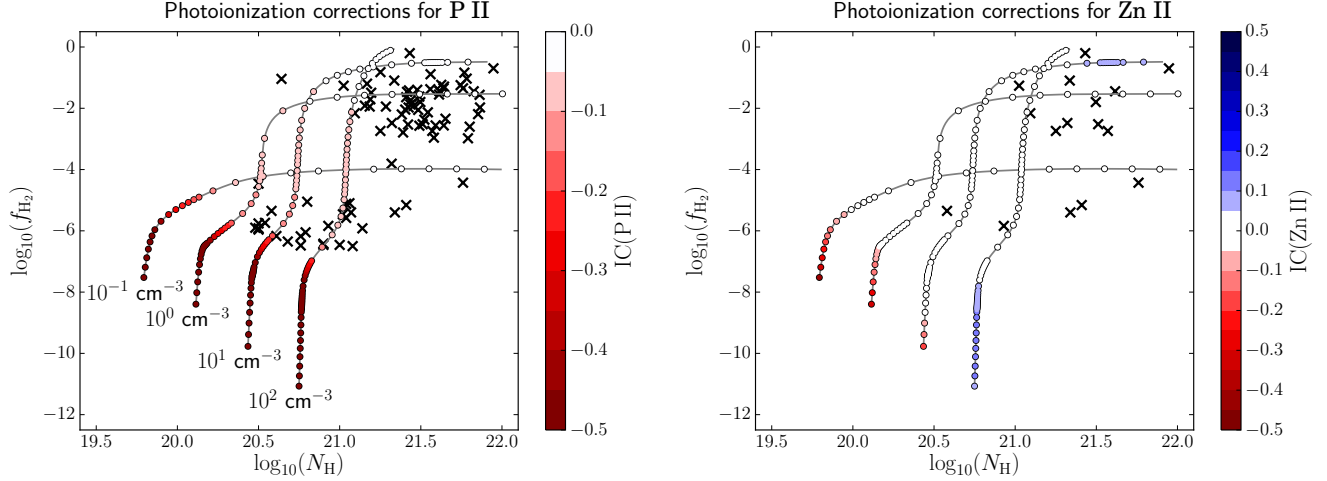 Photoionization corrections for P II
0
−2
−4
−6
−8
−10
−12
log₁₀(f_H₂)
10⁻¹ cm⁻³
10⁰ cm⁻³
10¹ cm⁻³
10² cm⁻³
19.5 20.0 20.5 21.0 21.5 22.0
log₁₀(N_H)
0.0
−0.1
−0.2
−0.3
−0.4
−0.5
IC(P II)
Photoionization corrections for Zn II
0
−2
−4
−6
−8
−10
−12
log₁₀(f_H₂)
19.5 20.0 20.5 21.0 21.5 22.0
log₁₀(N_H)
0.5
0.4
0.3
0.2
0.1
0.0
−0.1
−0.2
−0.3
−0.4
−0.5
IC(Zn II)